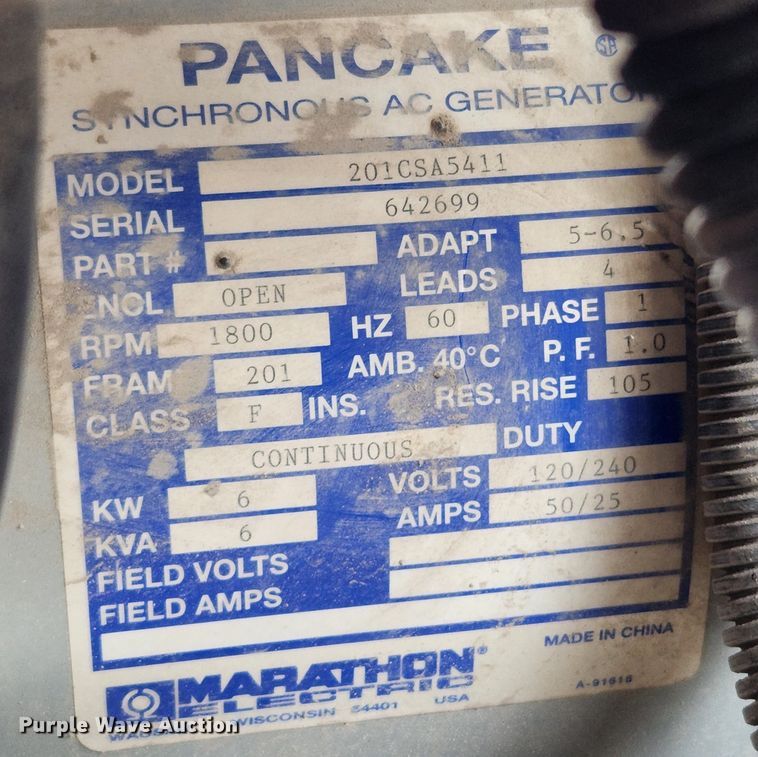 PANCAKE SA
SYNCHRONOUS AC GENERATOR
MODEL 201CSA5411
SERIAL 642699
PART # ADAPT 5-6.5
ENCL OPEN LEADS 4
RPM 1800 HZ 60 PHASE 1
FRAM 201 AMB. 40°C P. F. 1.0
CLASS F INS. RES. RISE 105
CONTINUOUS DUTY
KW 6 VOLTS 120/240
KVA 6 AMPS 50/25
FIELD VOLTS
FIELD AMPS
MADE IN CHINA
MARATHON®
ELECTRIC
WISCONSIN 54401 USA
A-91616
Purple Wave Auction